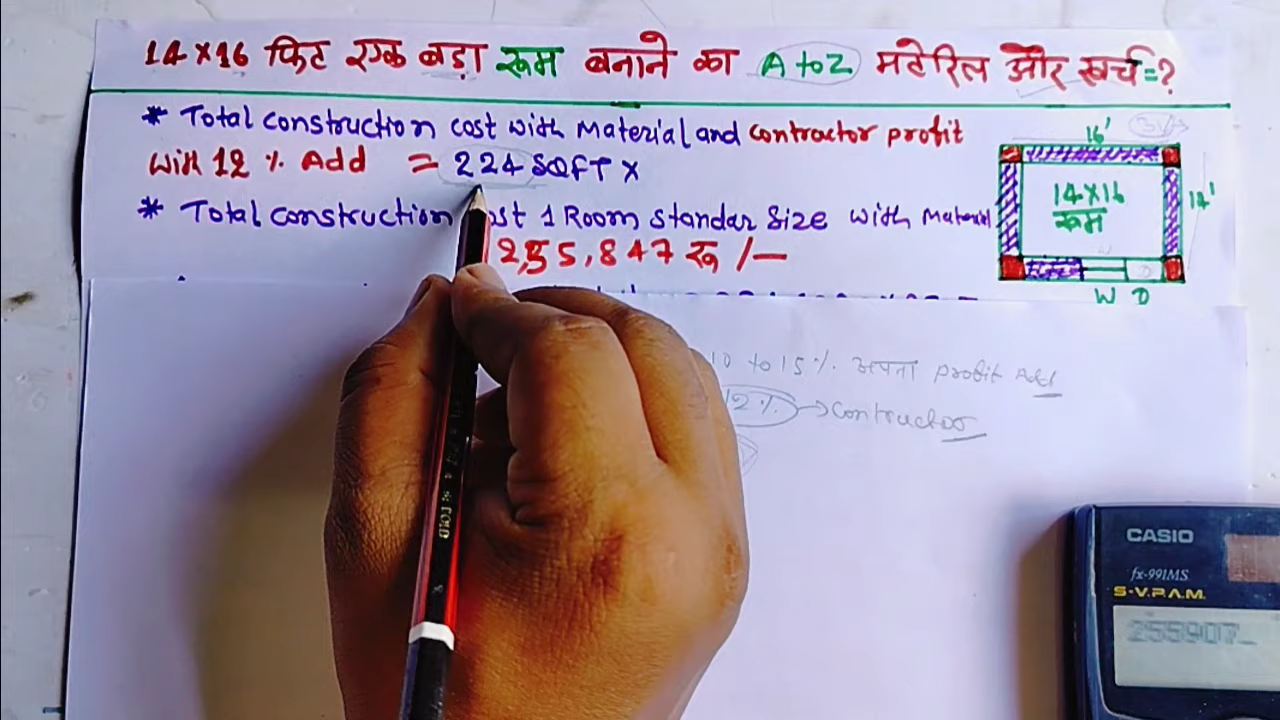 14×16 फिट एक बड़ा रूम बनाने का A to Z मटेरिल और खर्च = ?
* Total construction cost with Material and contractor profit
With 12 % Add = 224 SQFT X
* Total construction ost 1 Room Standar Size with Material
2,55,847 रू /-
16'
14×16
रूम
14'
W D
10 to 15 % अपना profit Add
12% → contructor
CASIO
fx-991MS
S-V.P.A.M.
255907